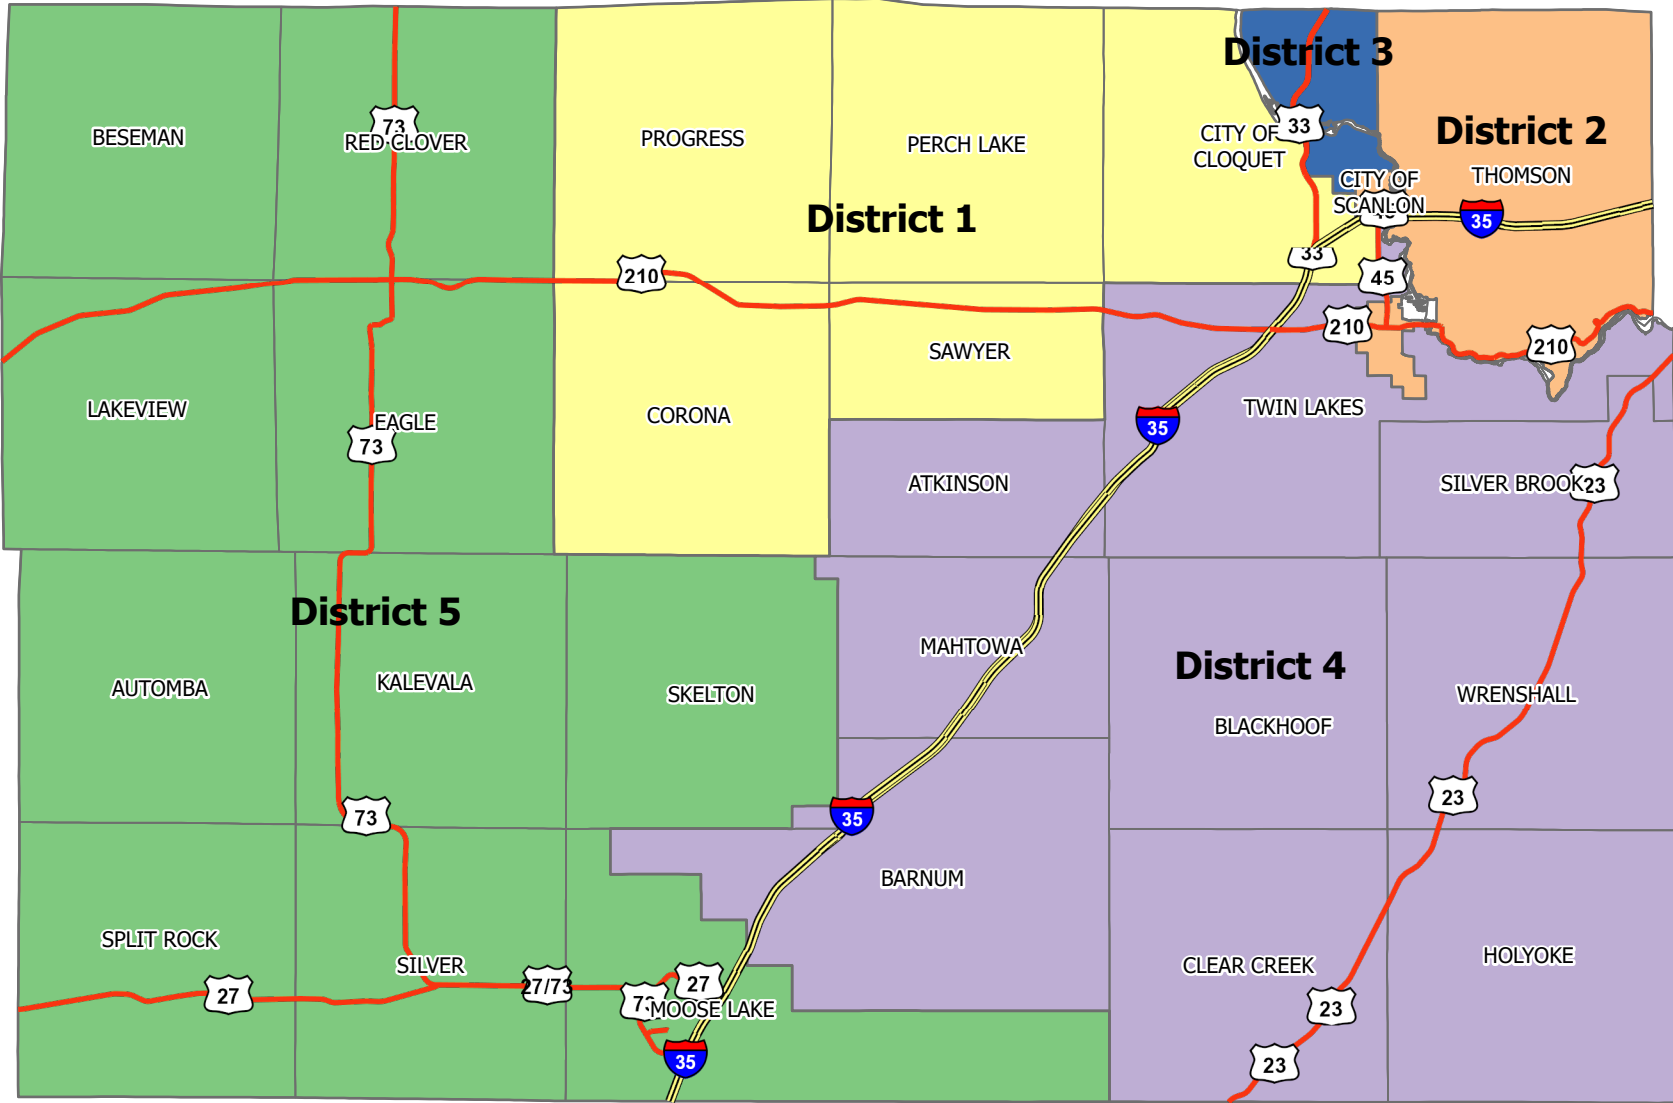 District 3
District 2
73
BESEMAN
RED CLOVER
PROGRESS
PERCH LAKE
CITY OF
CLOQUET
33
CITY OF
SCANLON
THOMSON
District 1
35
33
45
210
210
210
SAWYER
LAKEVIEW
EAGLE
73
CORONA
35
TWIN LAKES
ATKINSON
SILVER BROOK
23
District 5
MAHTOWA
District 4
AUTOMBA
KALEVALA
SKELTON
BLACKHOOF
WRENSHALL
73
35
23
BARNUM
SPLIT ROCK
SILVER
CLEAR CREEK
HOLYOKE
27
27/73
27
73
MOOSE LAKE
35
23
23